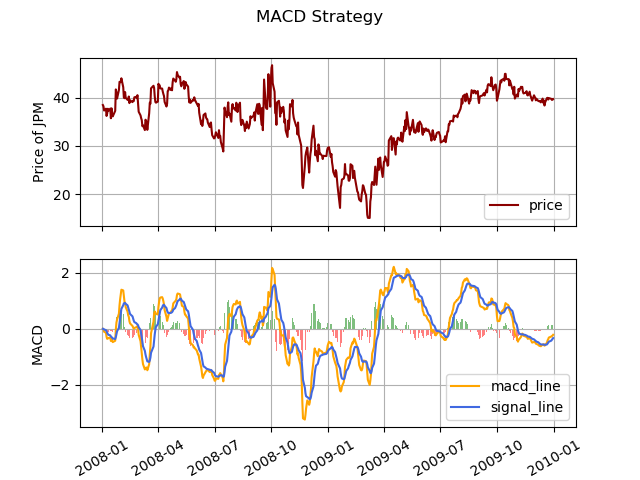 MACD Strategy
Price of JPM
40
30
20
price
MACD
2
0
−2
macd_line
signal_line
2008-01
2008-04
2008-07
2008-10
2009-01
2009-04
2009-07
2009-10
2010-01